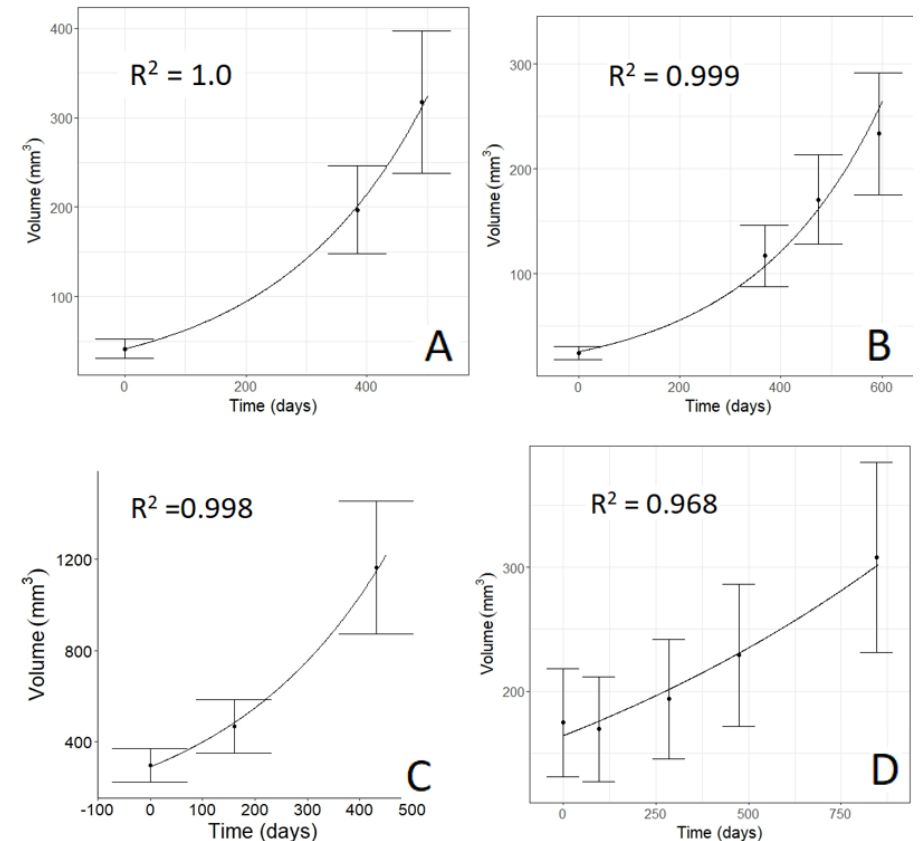 400
R² = 1.0
300
Volume (mm³)
200
100
A
0
400
Time (days)
300
R² = 0.999
Volume (mm³)
200
100
B
0
200
400
600
Time (days)
R² =0.998
1200
Volume (mm³)
800
400
C
-100
0
100
200
300
400
500
Time (days)
R² = 0.968
300
Volume (mm³)
200
D
0
250
500
750
Time (days)